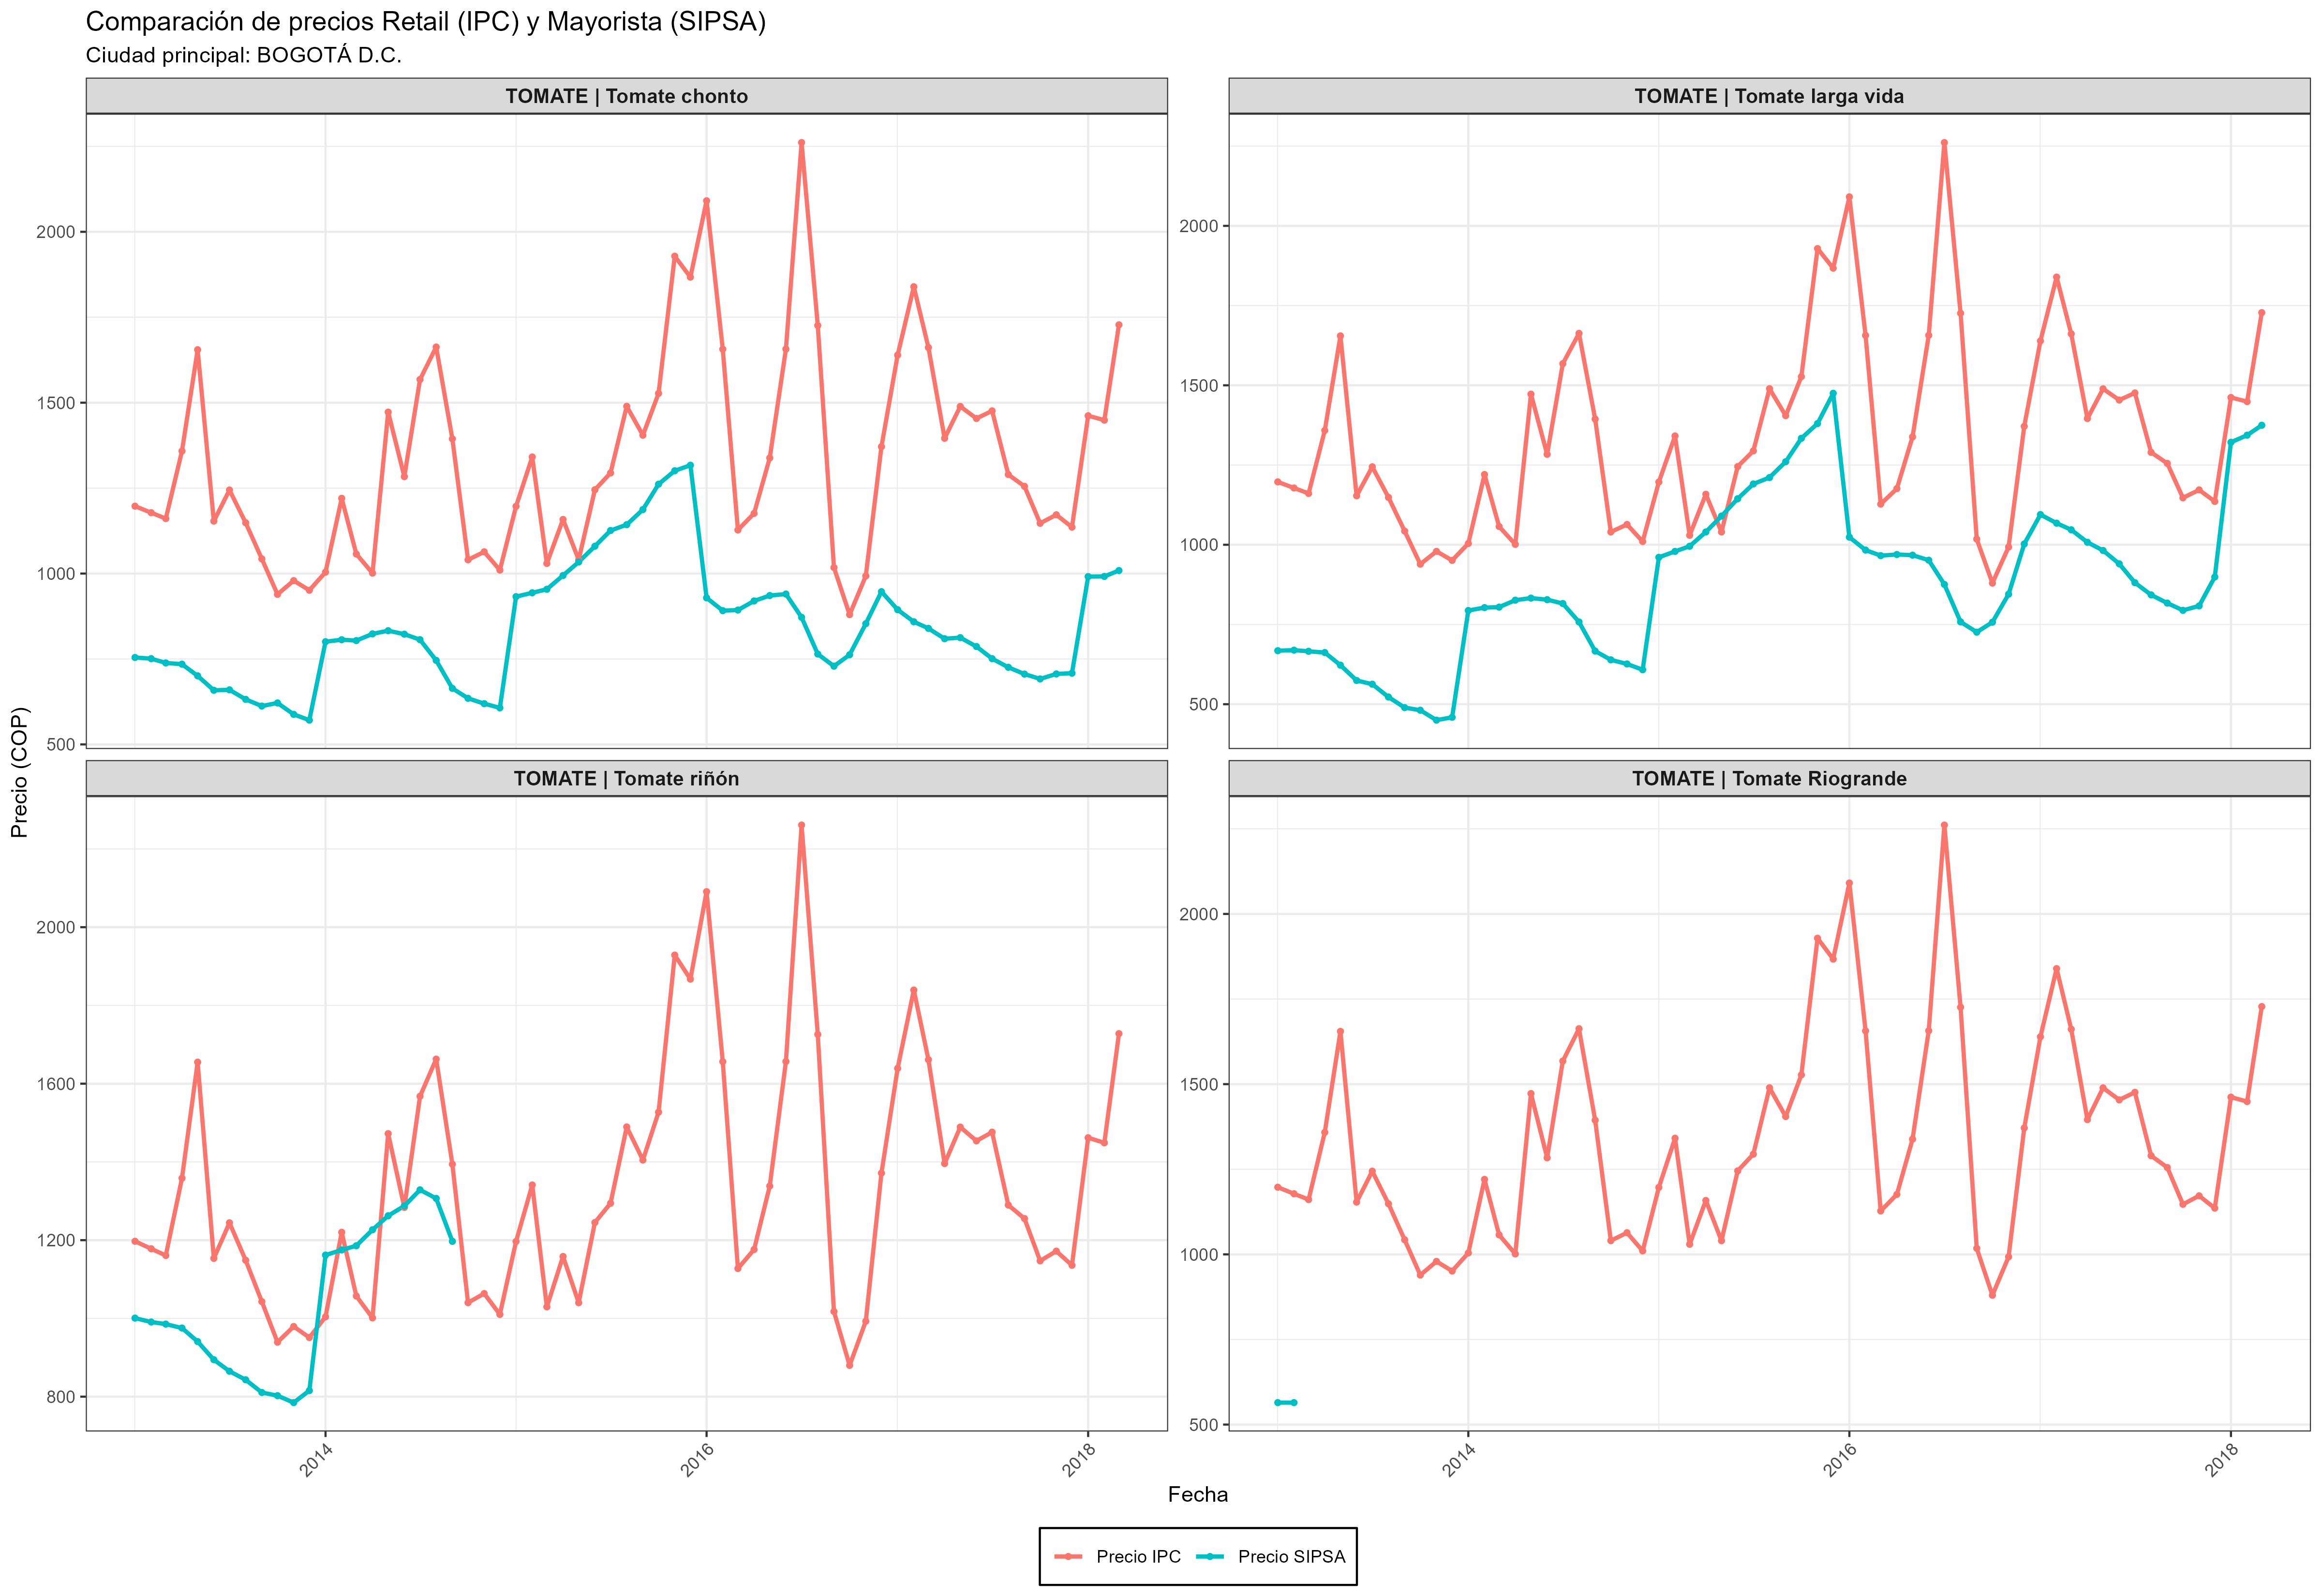 Comparación de precios Retail (IPC) y Mayorista (SIPSA)
Ciudad principal: BOGOTÁ D.C.
TOMATE | Tomate chonto
TOMATE | Tomate larga vida
2000
1500
1000
500
2000
1500
1000
500
TOMATE | Tomate riñón
TOMATE | Tomate Riogrande
2000
1600
1200
800
2000
1500
1000
500
Precio (COP)
2014
2016
2018
2014
2016
2018
Fecha
Precio IPC
Precio SIPSA